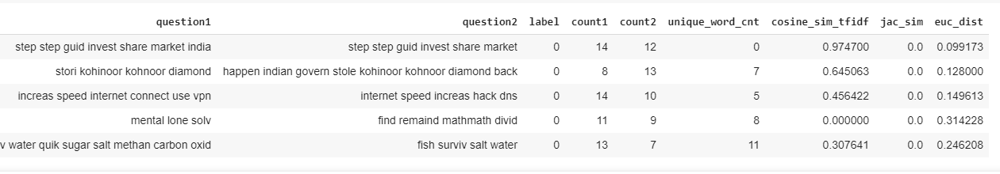 question1 question2 label count1 count2 unique_word_cnt cosine_sim_tfidf jac_sim euc_dist
step step guid invest share market india step step guid invest share market 0 14 12 0 0.974700 0.0 0.099173
stori kohinoor kohnoor diamond happen indian govern stole kohinoor kohnoor diamond back 0 8 13 7 0.645063 0.0 0.128000
increas speed internet connect use vpn internet speed increas hack dns 0 14 10 5 0.456422 0.0 0.149613
mental lone solv find remaind mathmath divid 0 11 9 8 0.000000 0.0 0.314228
v water quik sugar salt methan carbon oxid fish surviv salt water 0 13 7 11 0.307641 0.0 0.246208